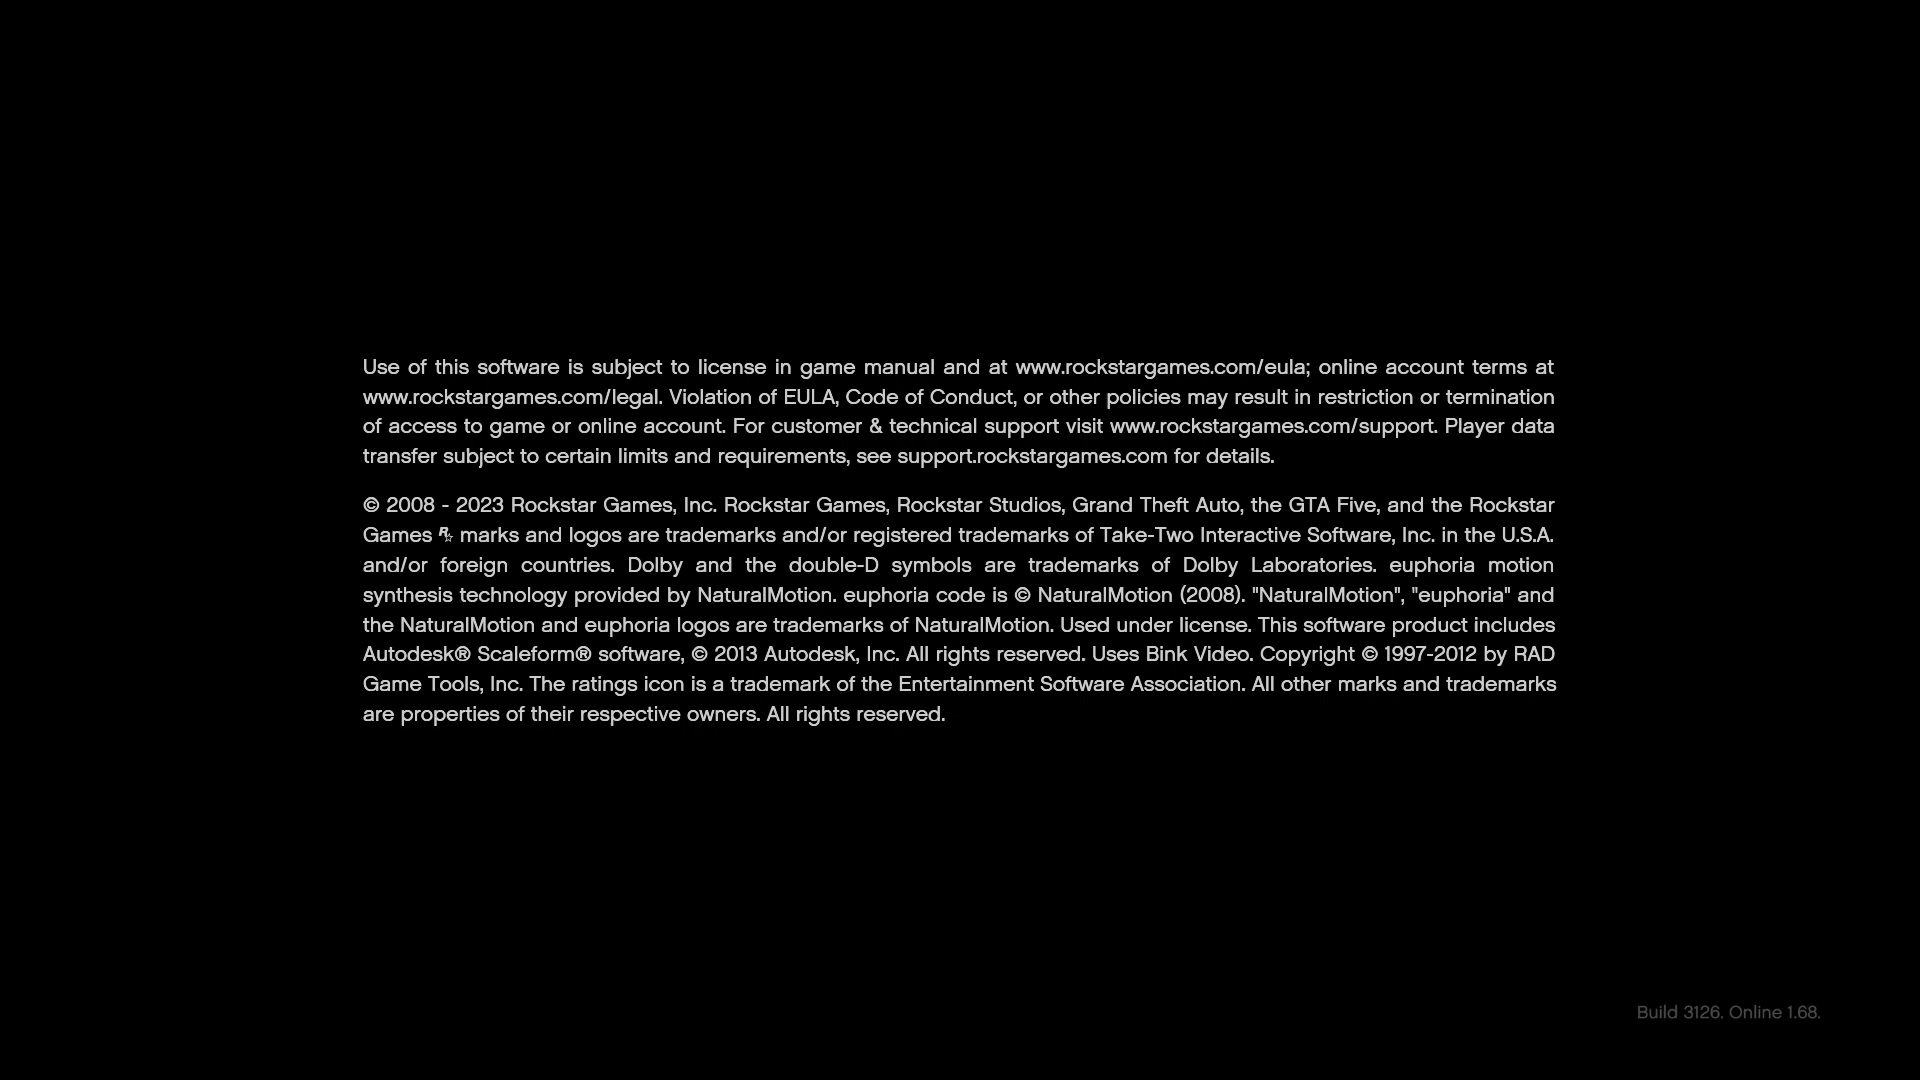 Use of this software is subject to license in game manual and at www.rockstargames.com/eula; online account terms at
www.rockstargames.com/legal. Violation of EULA, Code of Conduct, or other policies may result in restriction or termination
of access to game or online account. For customer & technical support visit www.rockstargames.com/support. Player data
transfer subject to certain limits and requirements, see support.rockstargames.com for details.
© 2008 - 2023 Rockstar Games, Inc. Rockstar Games, Rockstar Studios, Grand Theft Auto, the GTA Five, and the Rockstar
Games R☆ marks and logos are trademarks and/or registered trademarks of Take-Two Interactive Software, Inc. in the U.S.A.
and/or foreign countries. Dolby and the double-D symbols are trademarks of Dolby Laboratories. euphoria motion
synthesis technology provided by NaturalMotion. euphoria code is © NaturalMotion (2008). "NaturalMotion", "euphoria" and
the NaturalMotion and euphoria logos are trademarks of NaturalMotion. Used under license. This software product includes
Autodesk® Scaleform® software, © 2013 Autodesk, Inc. All rights reserved. Uses Bink Video. Copyright © 1997-2012 by RAD
Game Tools, Inc. The ratings icon is a trademark of the Entertainment Software Association. All other marks and trademarks
are properties of their respective owners. All rights reserved.
Build 3126. Online 1.68.